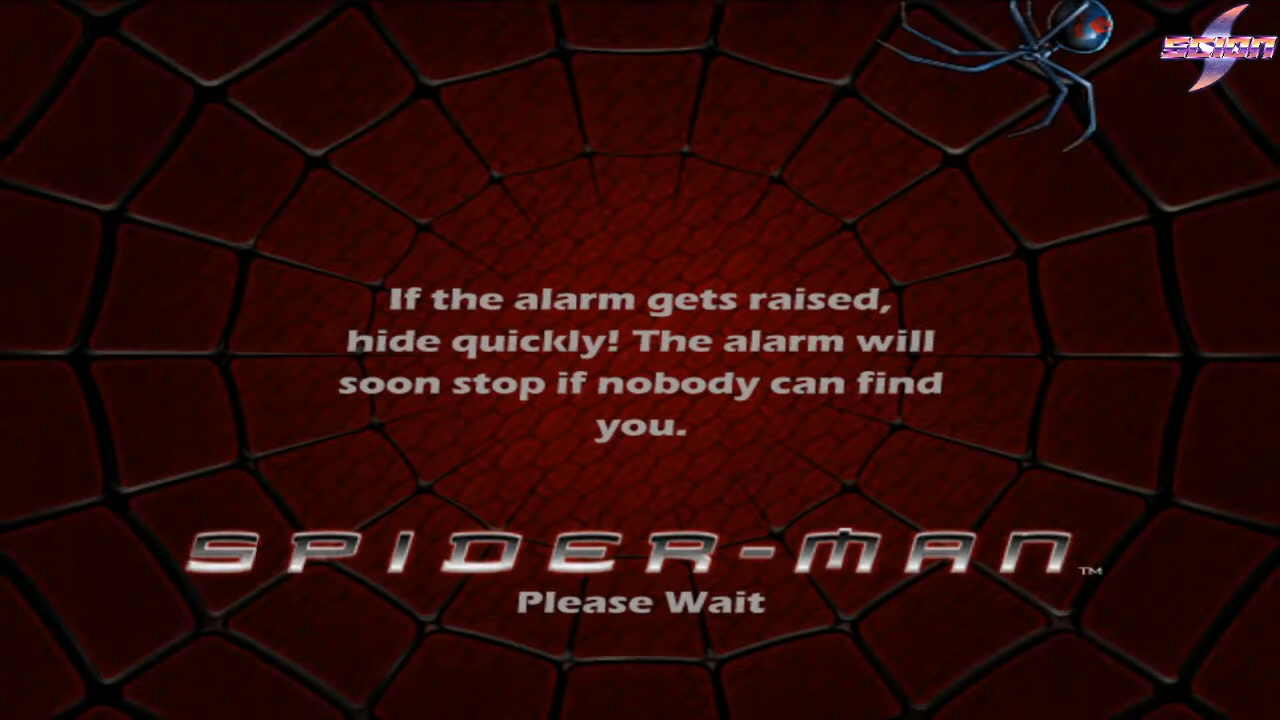 SCION
If the alarm gets raised,
hide quickly! The alarm will
soon stop if nobody can find
you.
SPIDER-MAN™
Please Wait